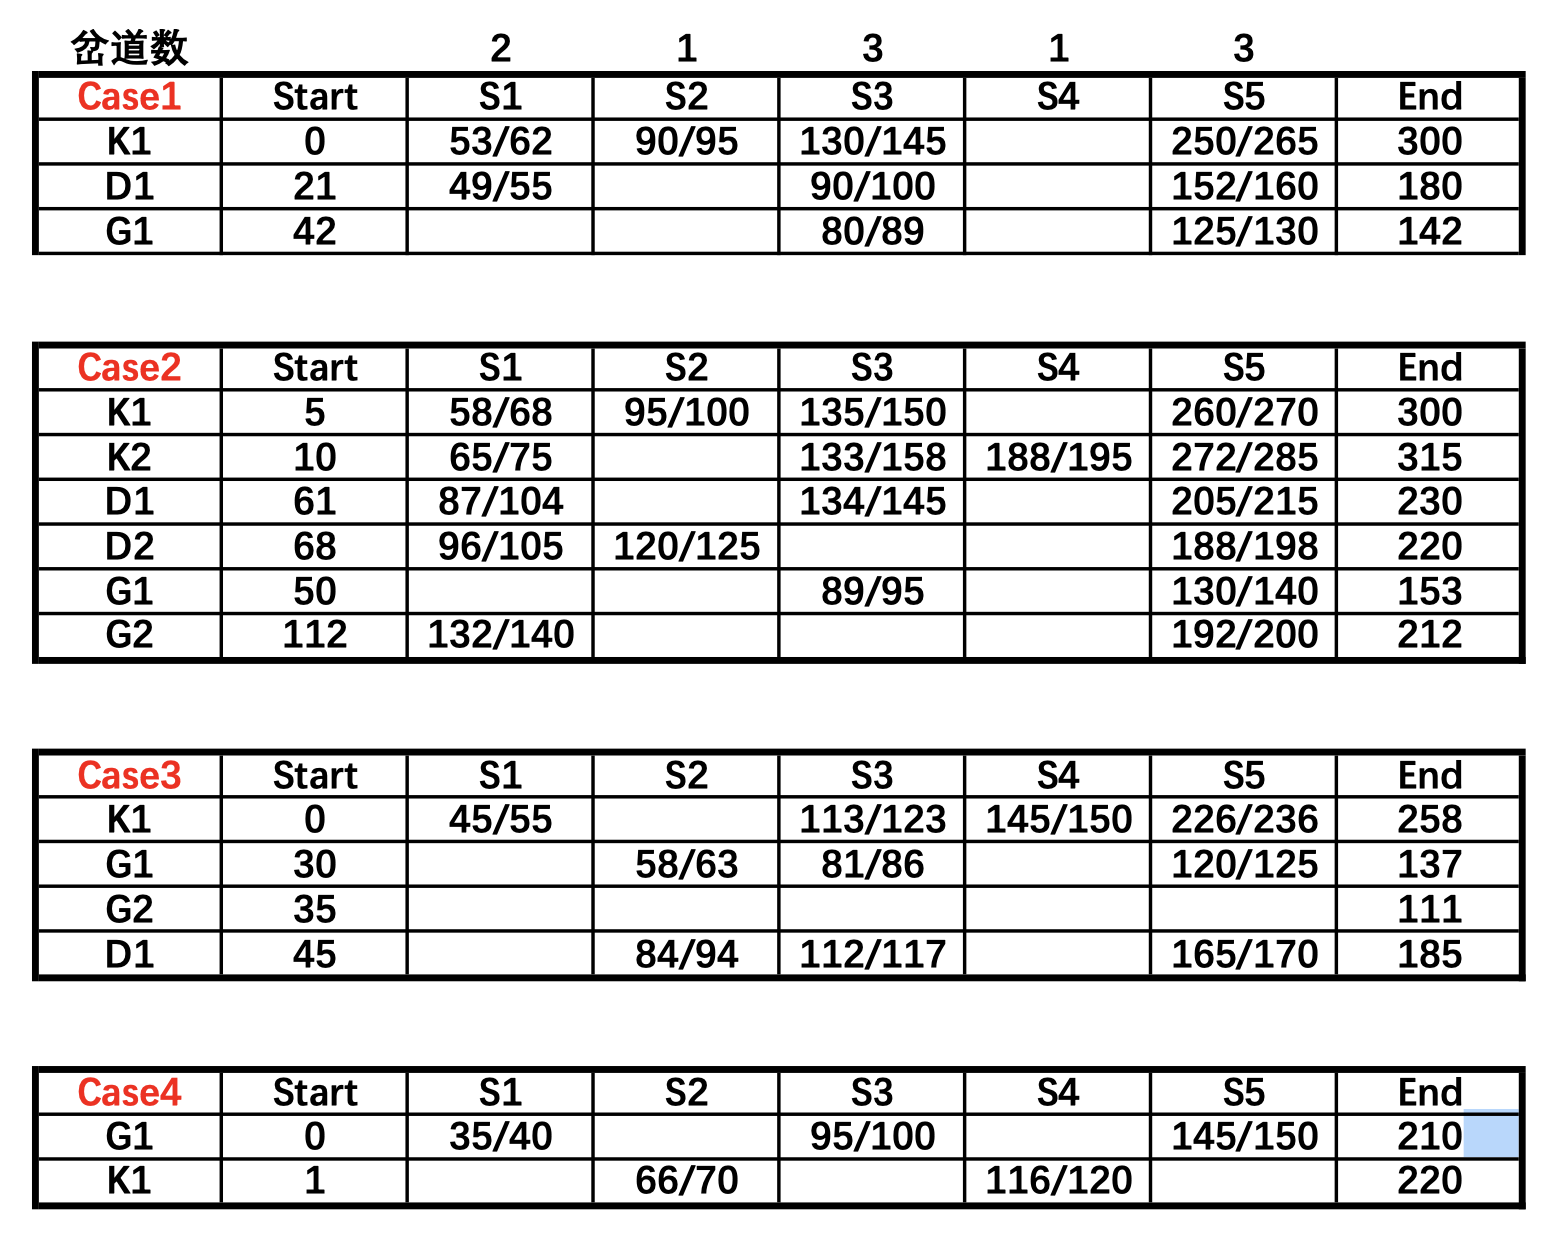 岔道数 2 1 3 1 3
Case1 Start S1 S2 S3 S4 S5 End
K1 0 53/62 90/95 130/145 250/265 300
D1 21 49/55 90/100 152/160 180
G1 42 80/89 125/130 142
Case2 Start S1 S2 S3 S4 S5 End
K1 5 58/68 95/100 135/150 260/270 300
K2 10 65/75 133/158 188/195 272/285 315
D1 61 87/104 134/145 205/215 230
D2 68 96/105 120/125 188/198 220
G1 50 89/95 130/140 153
G2 112 132/140 192/200 212
Case3 Start S1 S2 S3 S4 S5 End
K1 0 45/55 113/123 145/150 226/236 258
G1 30 58/63 81/86 120/125 137
G2 35 111
D1 45 84/94 112/117 165/170 185
Case4 Start S1 S2 S3 S4 S5 End
G1 0 35/40 95/100 145/150 210
K1 1 66/70 116/120 220